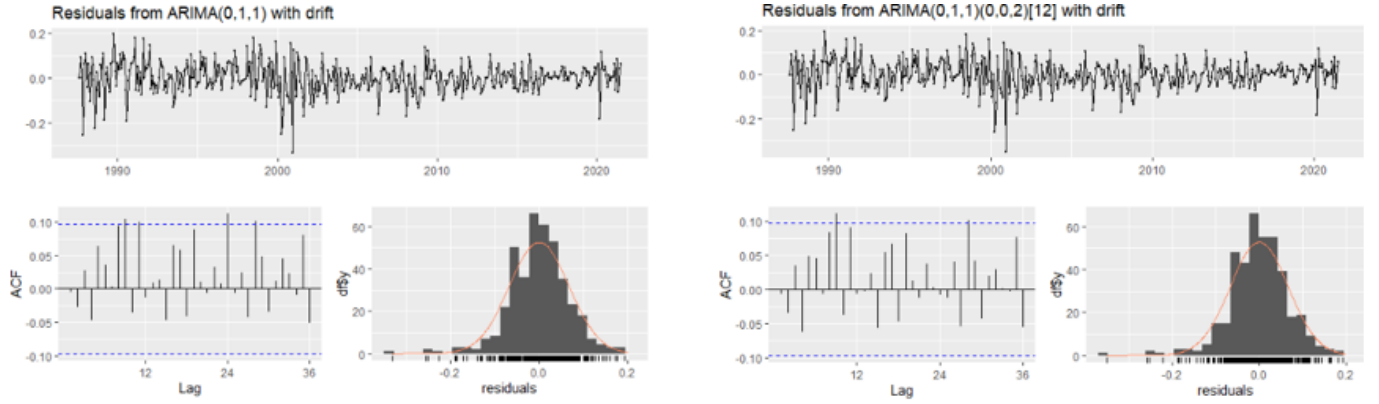 Residuals from ARIMA(0,1,1) with drift
0.2
0.0
-0.2
1990 2000 2010 2020
0.10
0.05
0.00
-0.05
-0.10
ACF
12 24 36
Lag
60
40
20
0
df$y
-0.2 0.0 0.2
residuals
Residuals from ARIMA(0,1,1)(0,0,2)[12] with drift
0.2
0.0
-0.2
1990 2000 2010 2020
0.10
0.05
0.00
-0.05
-0.10
ACF
12 24 36
Lag
60
40
20
0
df$y
-0.2 0.0 0.2
residuals